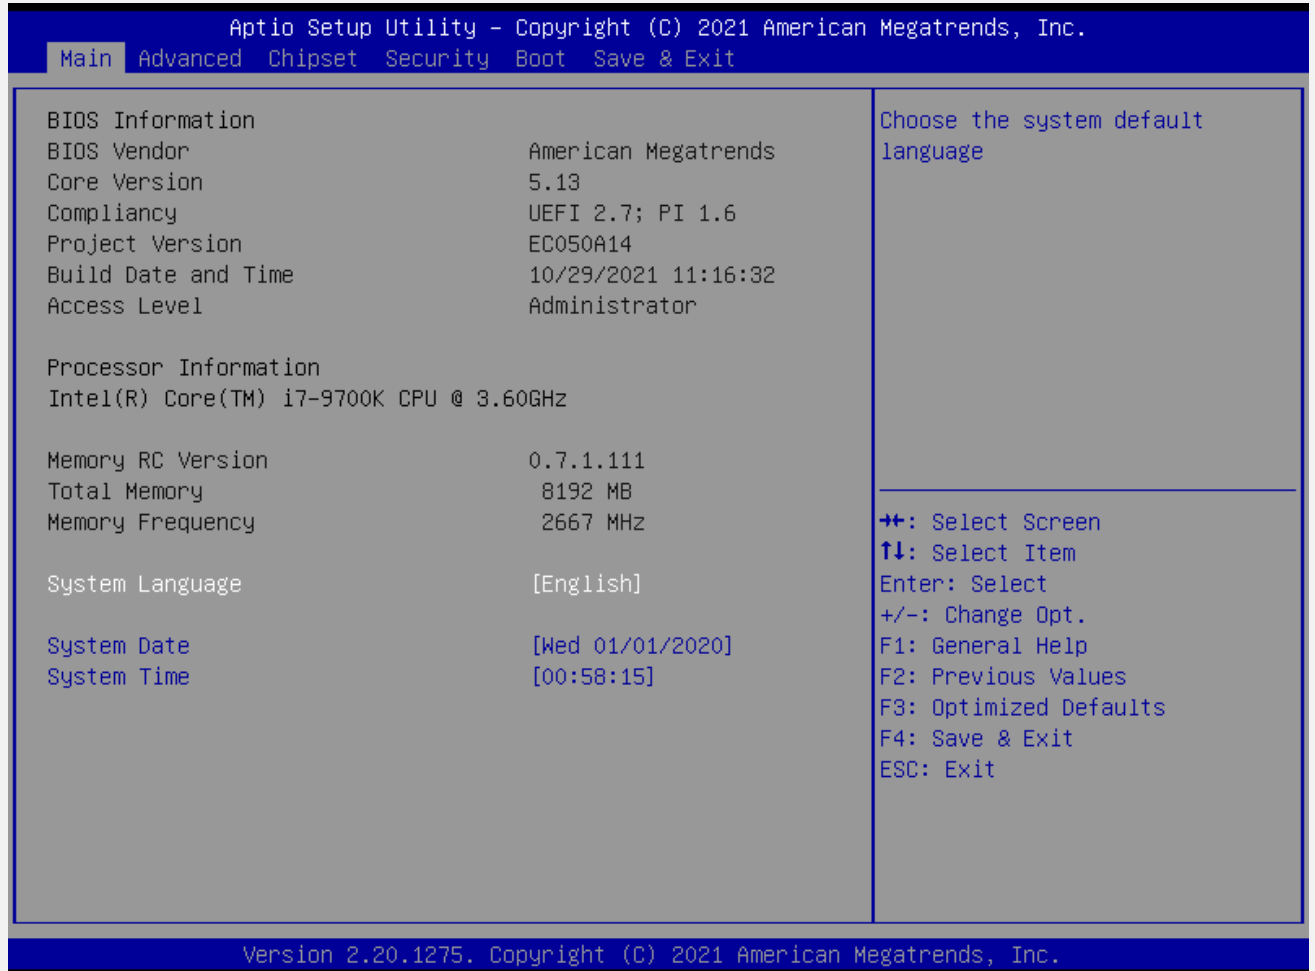 Aptio Setup Utility – Copyright (C) 2021 American Megatrends, Inc.
Main Advanced Chipset Security Boot Save & Exit
BIOS Information
BIOS Vendor American Megatrends
Core Version 5.13
Compliancy UEFI 2.7; PI 1.6
Project Version EC050A14
Build Date and Time 10/29/2021 11:16:32
Access Level Administrator
Processor Information
Intel(R) Core(TM) i7-9700K CPU @ 3.60GHz
Memory RC Version 0.7.1.111
Total Memory 8192 MB
Memory Frequency 2667 MHz
System Language [English]
System Date [Wed 01/01/2020]
System Time [00:58:15]
Choose the system default
language
→←: Select Screen
↑↓: Select Item
Enter: Select
+/-: Change Opt.
F1: General Help
F2: Previous Values
F3: Optimized Defaults
F4: Save & Exit
ESC: Exit
Version 2.20.1275. Copyright (C) 2021 American Megatrends, Inc.